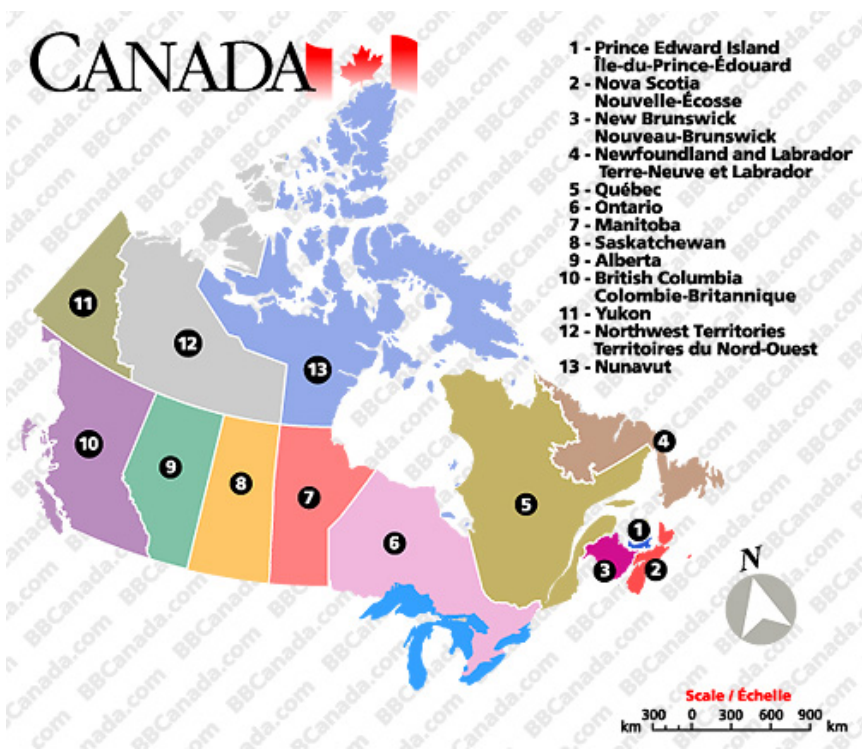 CANADA
1 - Prince Edward Island
Île-du-Prince-Édouard
2 - Nova Scotia
Nouvelle-Écosse
3 - New Brunswick
Nouveau-Brunswick
4 - Newfoundland and Labrador
Terre-Neuve et Labrador
5 - Québec
6 - Ontario
7 - Manitoba
8 - Saskatchewan
9 - Alberta
10 - British Columbia
Colombie-Britannique
11 - Yukon
12 - Northwest Territories
Territoires du Nord-Ouest
13 - Nunavut
11
12
13
10
9
8
7
6
5
4
1
3
2
N
Scale / Échelle
km 300 0 300 600 900 km
BBCanada.com